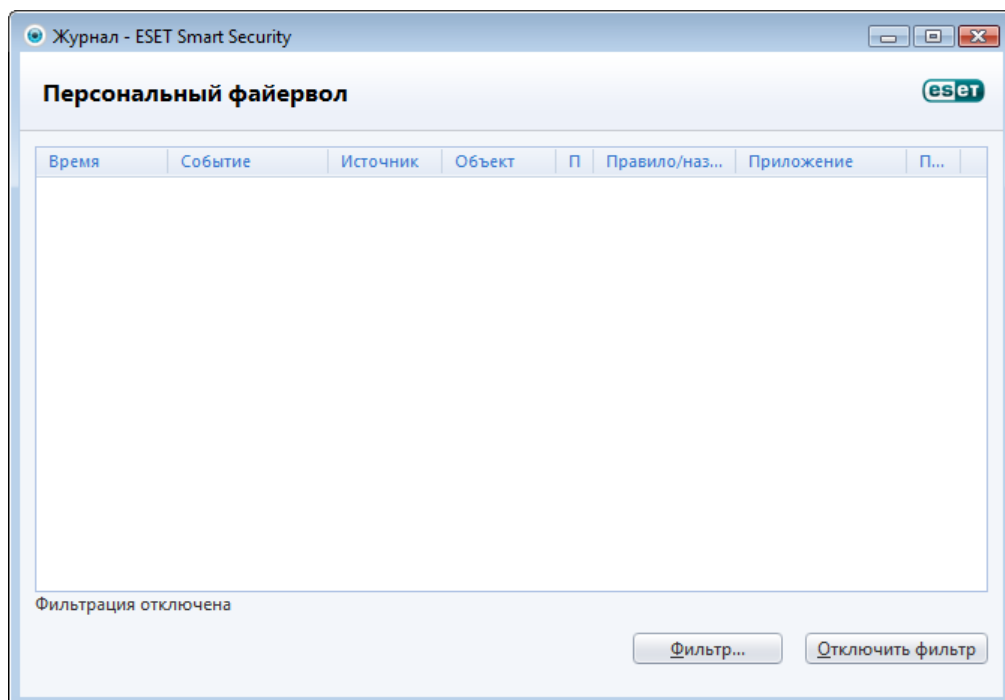 Журнал - ESET Smart Security
Персональный файервол
eset
Время Событие Источник Объект П Правило/наз... Приложение П...
Фильтрация отключена
Фильтр... Отключить фильтр